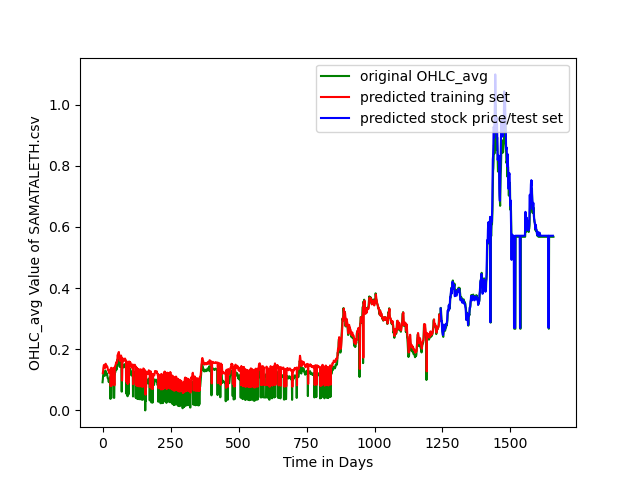 original OHLC_avg
predicted training set
predicted stock price/test set
1.0
0.8
0.6
0.4
0.2
0.0
OHLC_avg Value of SAMATALETH.csv
0
250
500
750
1000
1250
1500
Time in Days